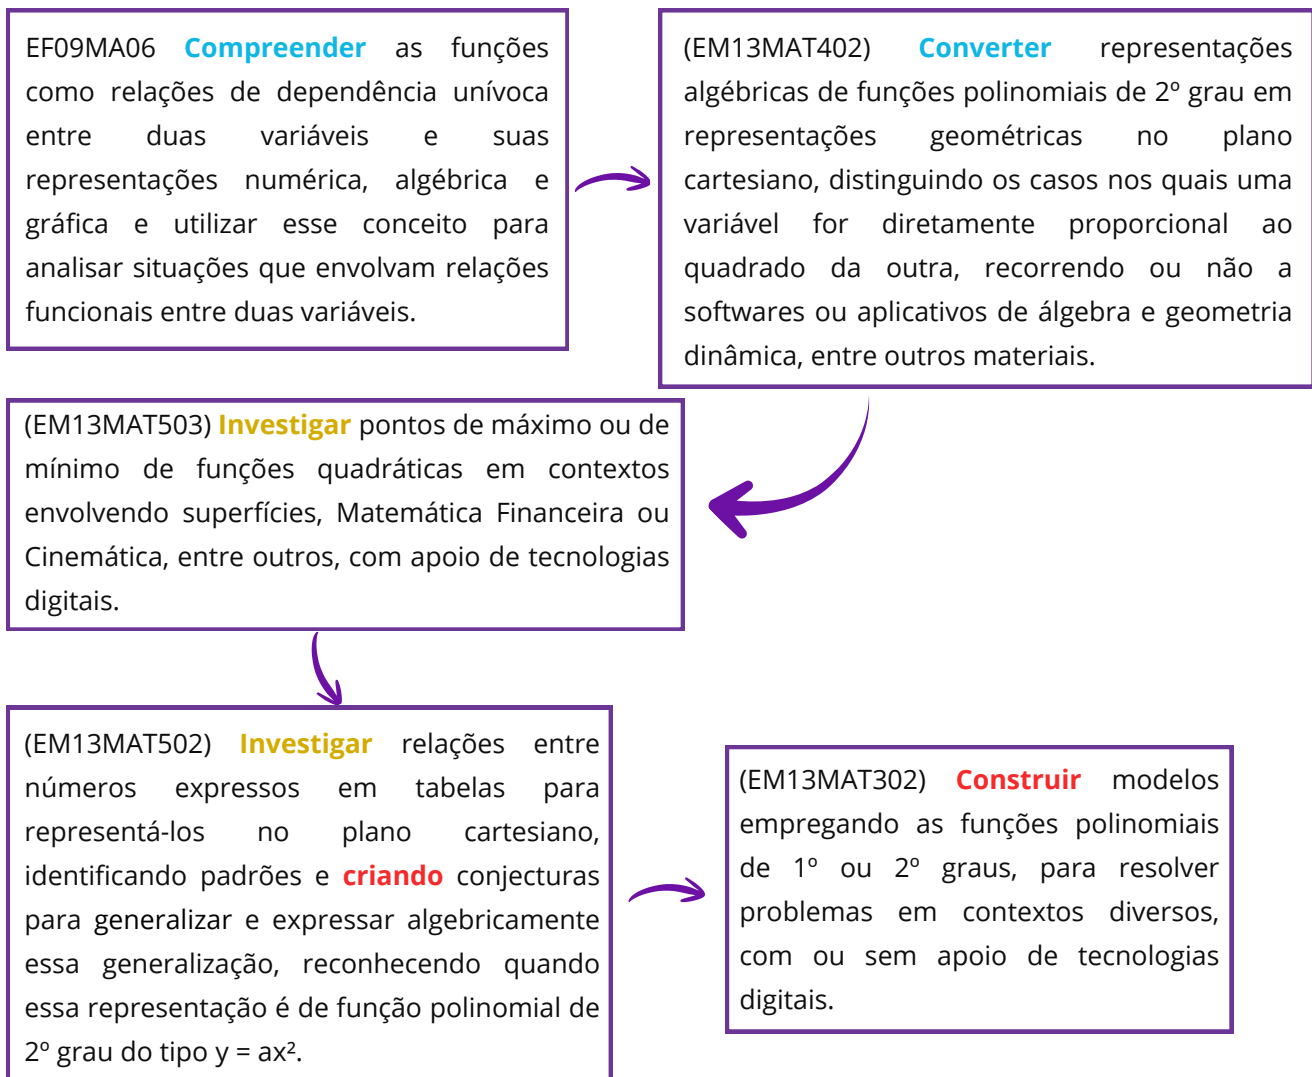 EF09MA06 Compreender as funções
como relações de dependência unívoca
entre duas variáveis e suas
representações numérica, algébrica e
gráfica e utilizar esse conceito para
analisar situações que envolvam relações
funcionais entre duas variáveis.
(EM13MAT402) Converter representações
algébricas de funções polinomiais de 2º grau em
representações geométricas no plano
cartesiano, distinguindo os casos nos quais uma
variável for diretamente proporcional ao
quadrado da outra, recorrendo ou não a
softwares ou aplicativos de álgebra e geometria
dinâmica, entre outros materiais.
(EM13MAT503) Investigar pontos de máximo ou de
mínimo de funções quadráticas em contextos
envolvendo superfícies, Matemática Financeira ou
Cinemática, entre outros, com apoio de tecnologias
digitais.
(EM13MAT502) Investigar relações entre
números expressos em tabelas para
representá-los no plano cartesiano,
identificando padrões e criando conjecturas
para generalizar e expressar algebricamente
essa generalização, reconhecendo quando
essa representação é de função polinomial de
2º grau do tipo y = ax².
(EM13MAT302) Construir modelos
empregando as funções polinomiais
de 1º ou 2º graus, para resolver
problemas em contextos diversos,
com ou sem apoio de tecnologias
digitais.